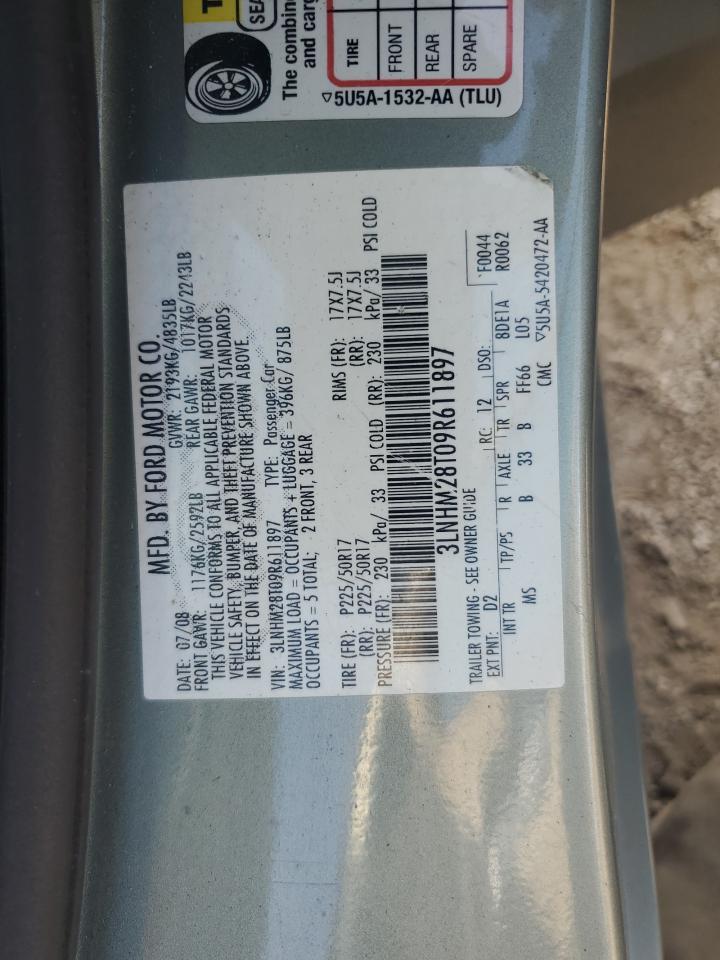 T
SEA
The combin
and carg
TIRE
FRONT
REAR
SPARE
▽5U5A-1532-AA (TLU)
MFD. BY FORD MOTOR CO.
DATE: 07/08 GVWR: 2193KG/4835LB
FRONT GAWR: 1176KG/2592LB REAR GAWR: 1017KG/2243LB
THIS VEHICLE CONFORMS TO ALL APPLICABLE FEDERAL MOTOR
VEHICLE SAFETY, BUMPER, AND THEFT PREVENTION STANDARDS
IN EFFECT ON THE DATE OF MANUFACTURE SHOWN ABOVE.
VIN: 3LNHM28T09R611897 TYPE: Passenger Car
MAXIMUM LOAD = OCCUPANTS + LUGGAGE = 396KG/ 875LB
OCCUPANTS = 5 TOTAL; 2 FRONT, 3 REAR
TIRE (FR): P225/50R17 RIMS (FR): 17X7.5J
(RR): P225/50R17 (RR): 17X7.5J
PRESSURE (FR): 230 kPa/ 33 PSI COLD (RR): 230 kPa/ 33 PSI COLD
3LNHM28T09R611897
TRAILER TOWING - SEE OWNER GUIDE F0044
EXT PNT: D2 RC: 12 DSO: R0062
INT TR TP/PS R AXLE TR SPR 8DE1A
MS B 33 B FF66 L05
CMC ▽5U5A-5420472-AA